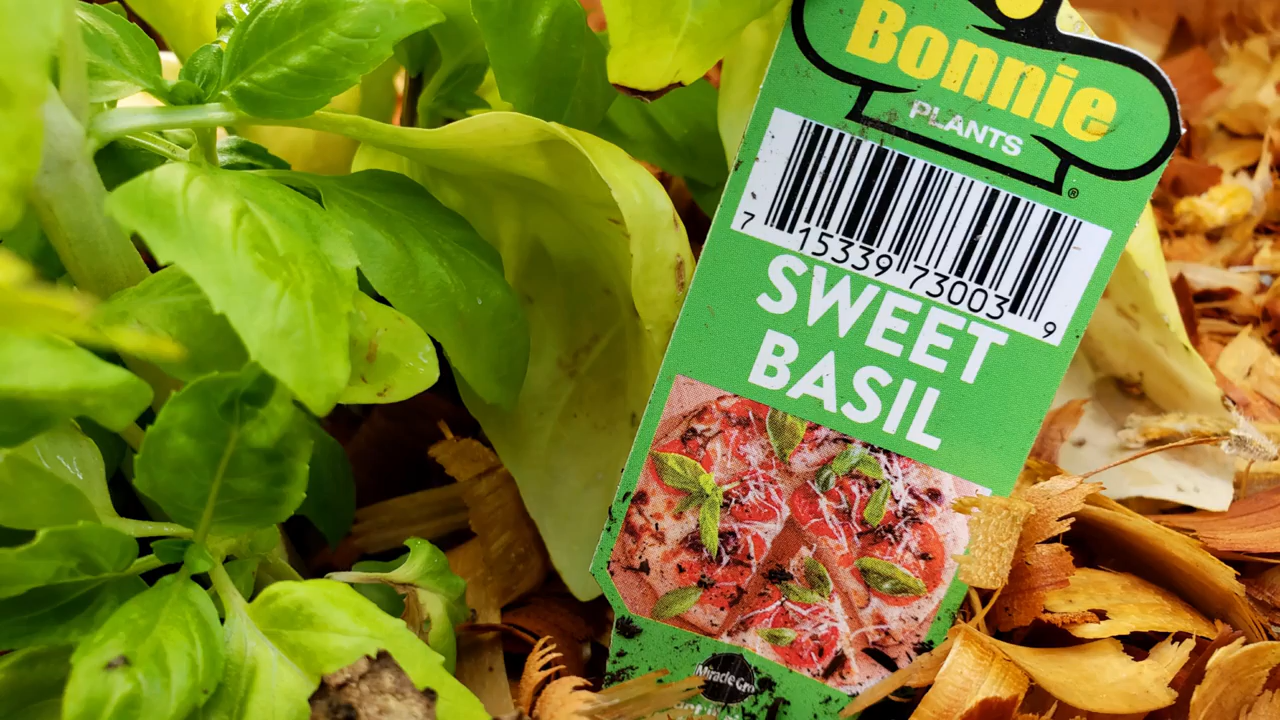 Bonnie
PLANTS
®
7 15339 73003 9
SWEET
BASIL
Miracle Gro